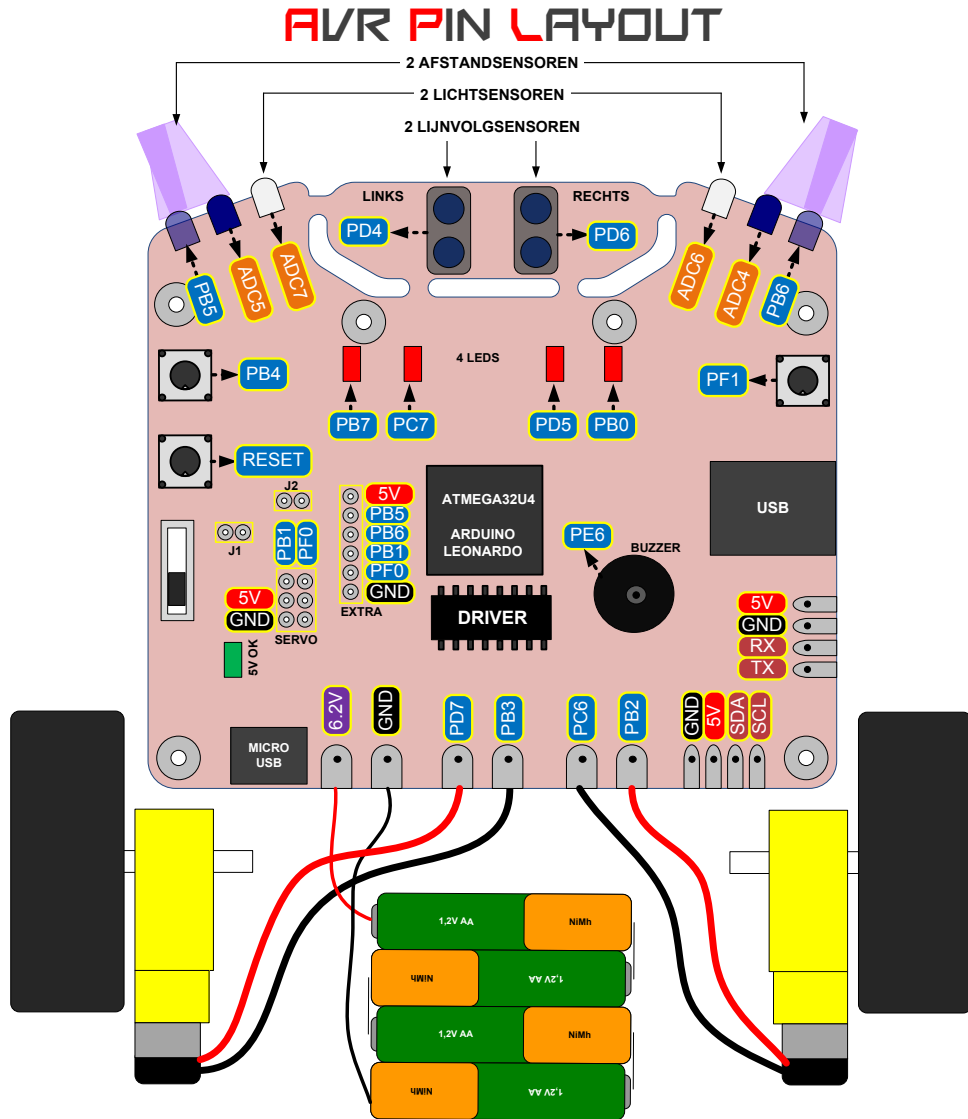 AVR PIN LAYOUT
2 AFSTANDSENSOREN
2 LICHTSENSOREN
2 LIJNVOLGSENSOREN
LINKS
RECHTS
PD4
PD6
PB5
ADC5
ADC7
ADC6
ADC4
PB6
4 LEDS
PB4
PF1
PB7
PC7
PD5
PB0
RESET
J2
J1
PB1
PF0
5V
PB5
PB6
PB1
PF0
GND
EXTRA
ATMEGA32U4
ARDUINO
LEONARDO
USB
PE6
BUZZER
5V
GND
SERVO
DRIVER
5V
GND
RX
TX
5V OK
6.2V
GND
PD7
PB3
PC6
PB2
GND
5V
SDA
SCL
MICRO
USB
1,2V AA
NiMh
NiMh
1,2V AA
1,2V AA
NiMh
NiMh
1,2V AA